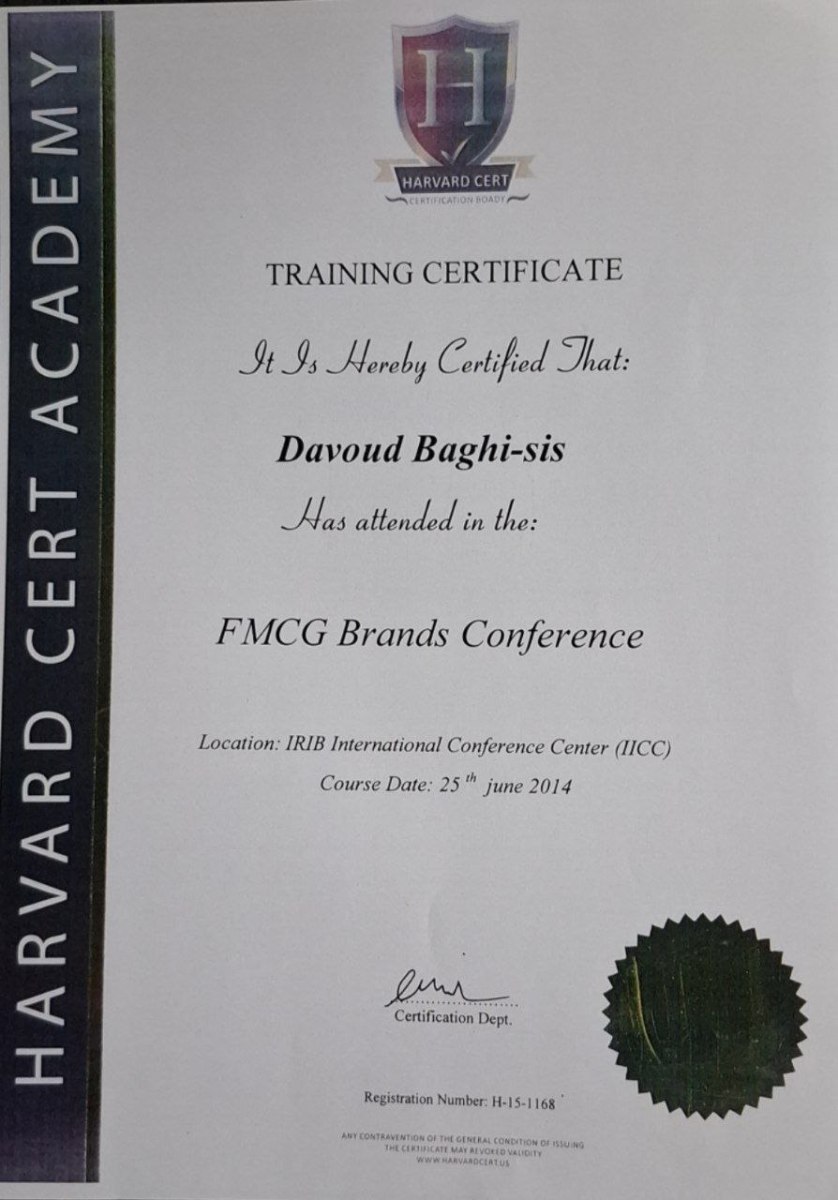 HARVARD CERT ACADEMY
H
HARVARD CERT
CERTIFICATION BOADY
TRAINING CERTIFICATE
It Is Hereby Certified That:
Davoud Baghi-sis
Has attended in the:
FMCG Brands Conference
Location: IRIB International Conference Center (IICC)
Course Date: 25 th june 2014
Certification Dept.
Registration Number: H-15-1168
ANY CONTRAVENTION OF THE GENERAL CONDITION OF ISSUING
THE CERTIFICATE MAY REVOKED VALIDITY
WWW.HARVARDCERT.US